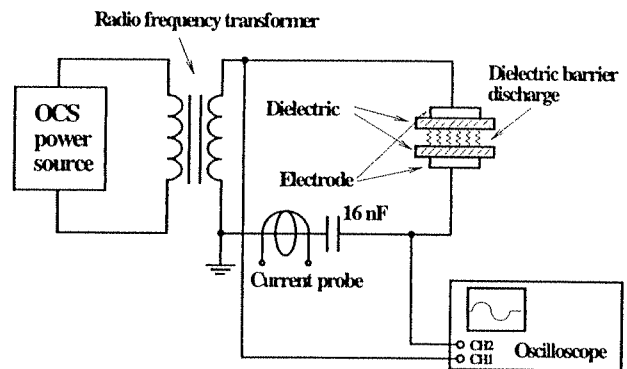 Radio frequency transformer
OCS
power
source
Dielectric
Dielectric barrier
discharge
Electrode
16 nF
Current probe
CH2
CH1
Oscilloscope